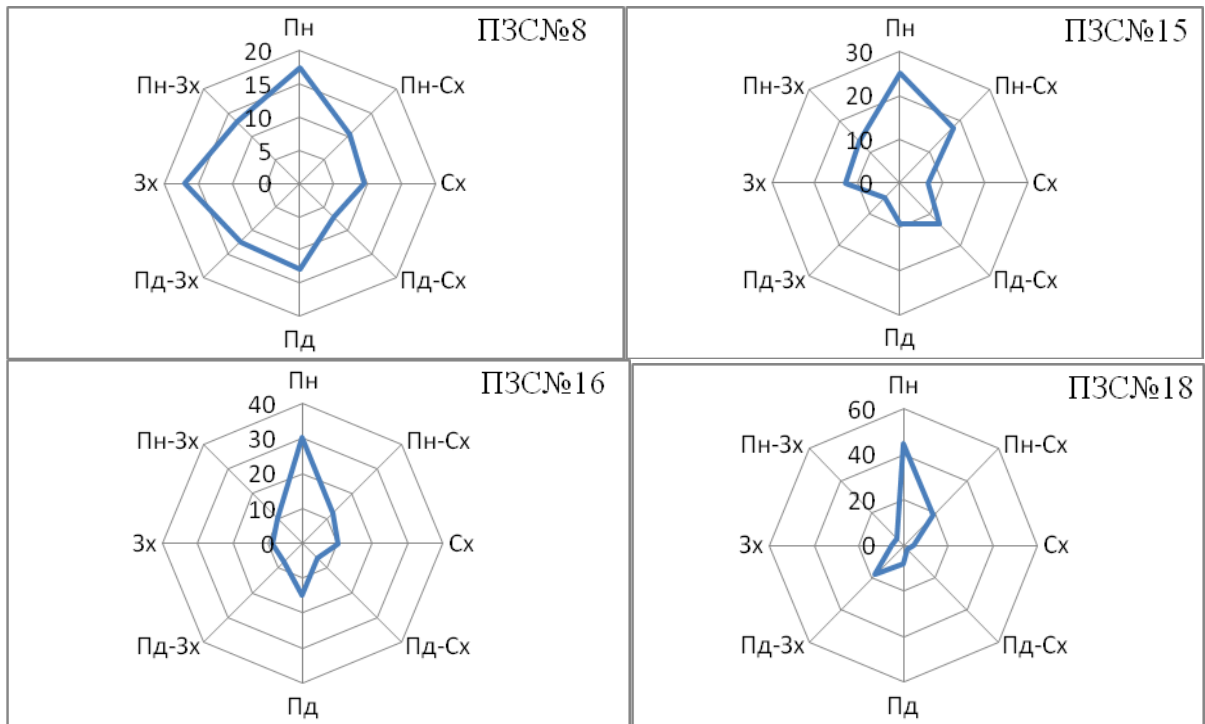 Пн
ПЗС№8
20
Пн-Зх
Пн-Сх
15
10
5
Зх
0
Сх
Пд-Зх
Пд-Сх
Пд
Пн
ПЗС№15
30
Пн-Зх
Пн-Сх
20
10
Зх
0
Сх
Пд-Зх
Пд-Сх
Пд
Пн
ПЗС№16
40
Пн-Зх
Пн-Сх
30
20
10
Зх
0
Сх
Пд-Зх
Пд-Сх
Пд
Пн
ПЗС№18
60
Пн-Зх
Пн-Сх
40
20
Зх
0
Сх
Пд-Зх
Пд-Сх
Пд